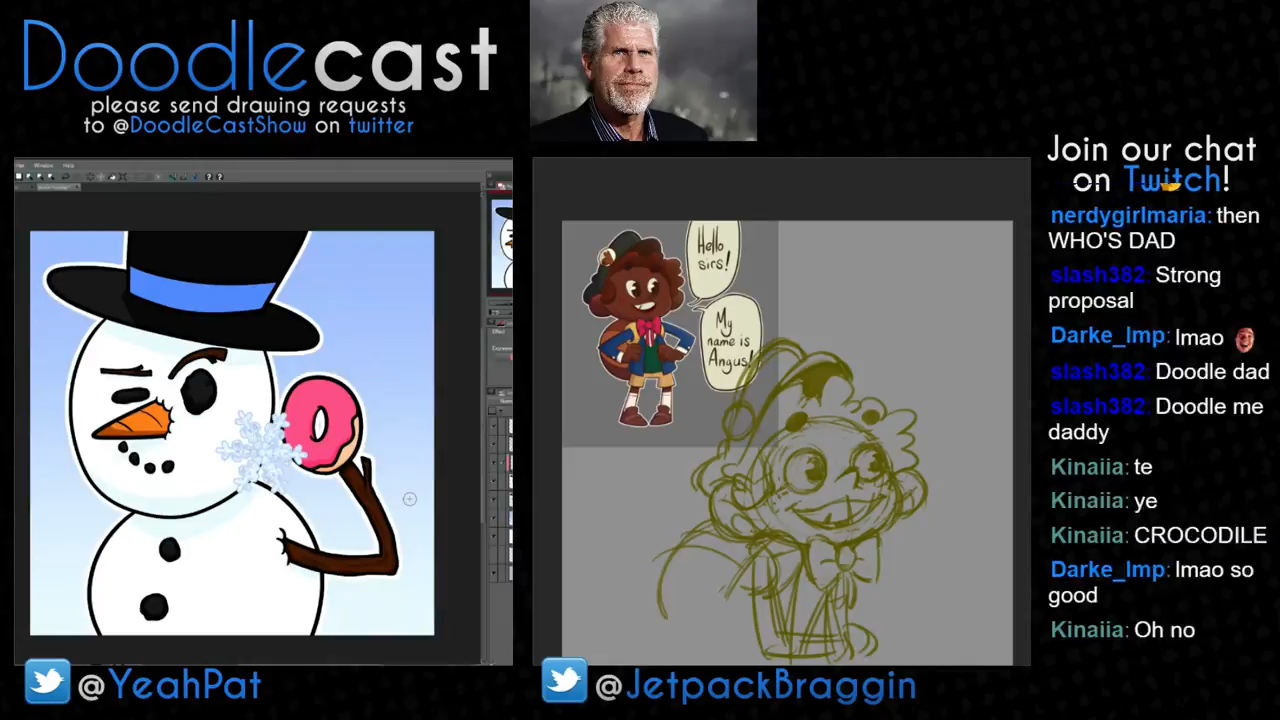 Doodlecast
please send drawing requests
to @DoodleCastShow on twitter
Window Help
Hello
sirs!
My
name is
Angus!
Join our chat
on Twitch!
nerdygirlmaria: then
WHO'S DAD
slash382: Strong
proposal
Darke_Imp: lmao
slash382: Doodle dad
slash382: Doodle me
daddy
Kinaiia: te
Kinaiia: ye
Kinaiia: CROCODILE
Darke_Imp: lmao so
good
Kinaiia: Oh no
@YeahPat
@JetpackBraggin